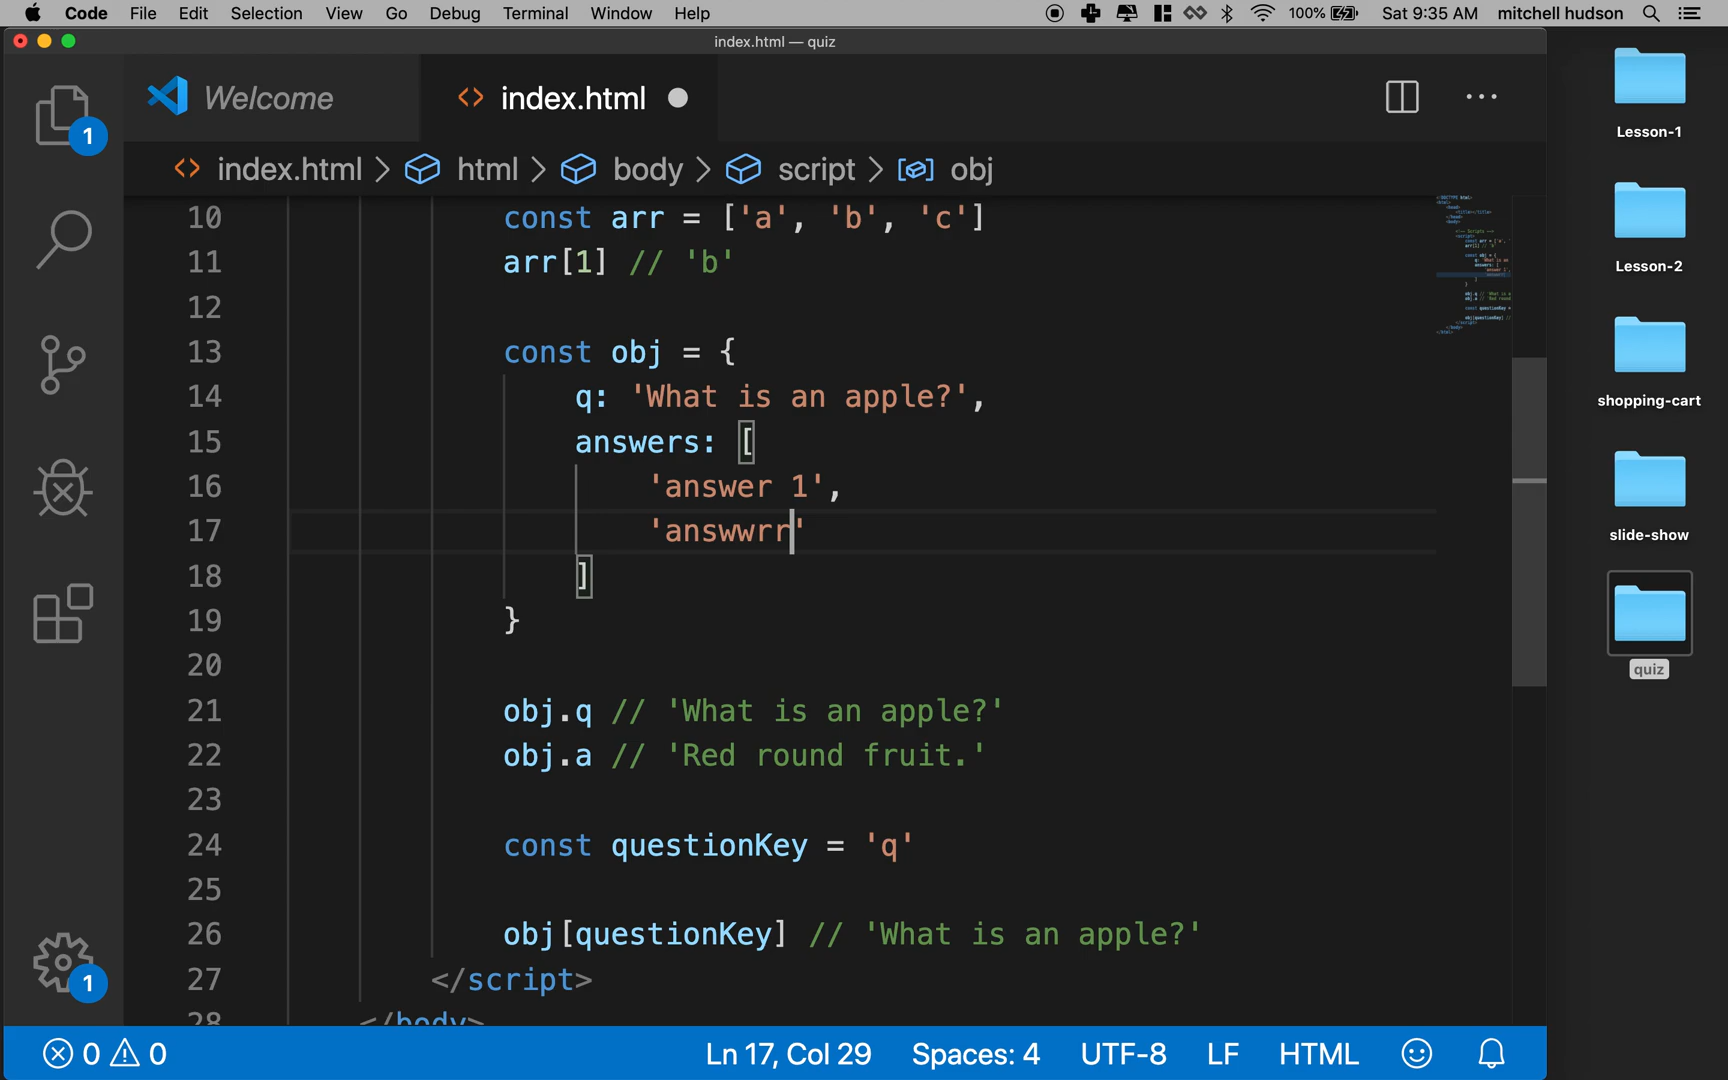 Code File Edit Selection View Go Debug Terminal Window Help 100% Sat 9:35 AM mitchell hudson
index.html — quiz
Welcome <> index.html
<> index.html > html > body > script > obj
10 const arr = ['a', 'b', 'c']
11 arr[1] // 'b'
12
13 const obj = {
14 q: 'What is an apple?',
15 answers: [
16 'answer 1',
17 'answwrr'
18 ]
19 }
20
21 obj.q // 'What is an apple?'
22 obj.a // 'Red round fruit.'
23
24 const questionKey = 'q'
25
26 obj[questionKey] // 'What is an apple?'
27 </script>
28 </body>
1
1
0 0 Ln 17, Col 29 Spaces: 4 UTF-8 LF HTML
Lesson-1
Lesson-2
shopping-cart
slide-show
quiz